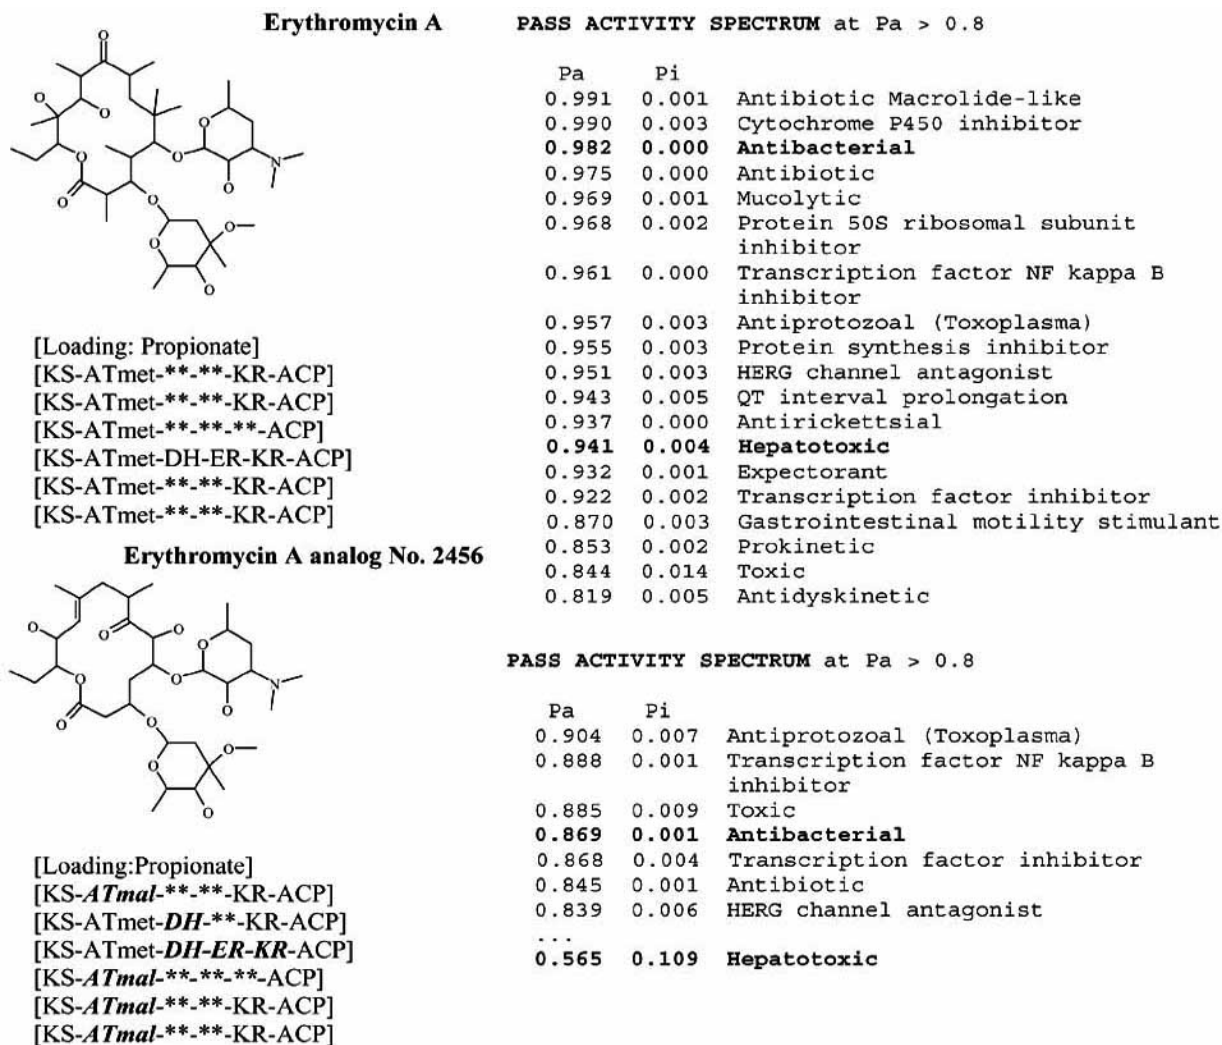 Erythromycin A
PASS ACTIVITY SPECTRUM at Pa > 0.8
O
O
O
O
O
O
O
O
O
N
O
O
O
O
[Loading: Propionate]
[KS-ATmet-**-**-KR-ACP]
[KS-ATmet-**-**-KR-ACP]
[KS-ATmet-**-**-**-ACP]
[KS-ATmet-DH-ER-KR-ACP]
[KS-ATmet-**-**-KR-ACP]
[KS-ATmet-**-**-KR-ACP]
Pa Pi
0.991 0.001 Antibiotic Macrolide-like
0.990 0.003 Cytochrome P450 inhibitor
0.982 0.000 Antibacterial
0.975 0.000 Antibiotic
0.969 0.001 Mucolytic
0.968 0.002 Protein 50S ribosomal subunit
inhibitor
0.961 0.000 Transcription factor NF kappa B
inhibitor
0.957 0.003 Antiprotozoal (Toxoplasma)
0.955 0.003 Protein synthesis inhibitor
0.951 0.003 HERG channel antagonist
0.943 0.005 QT interval prolongation
0.937 0.000 Antirickettsial
0.941 0.004 Hepatotoxic
0.932 0.001 Expectorant
0.922 0.002 Transcription factor inhibitor
0.870 0.003 Gastrointestinal motility stimulant
0.853 0.002 Prokinetic
0.844 0.014 Toxic
0.819 0.005 Antidyskinetic
Erythromycin A analog No. 2456
O
O
O
O
O
O
O
N
O
O
O
O
O
[Loading:Propionate]
[KS-ATmal-**-**-KR-ACP]
[KS-ATmet-DH-**-KR-ACP]
[KS-ATmet-DH-ER-KR-ACP]
[KS-ATmal-**-**-**-ACP]
[KS-ATmal-**-**-KR-ACP]
[KS-ATmal-**-**-KR-ACP]
PASS ACTIVITY SPECTRUM at Pa > 0.8
Pa Pi
0.904 0.007 Antiprotozoal (Toxoplasma)
0.888 0.001 Transcription factor NF kappa B
inhibitor
0.885 0.009 Toxic
0.869 0.001 Antibacterial
0.868 0.004 Transcription factor inhibitor
0.845 0.001 Antibiotic
0.839 0.006 HERG channel antagonist
...
0.565 0.109 Hepatotoxic